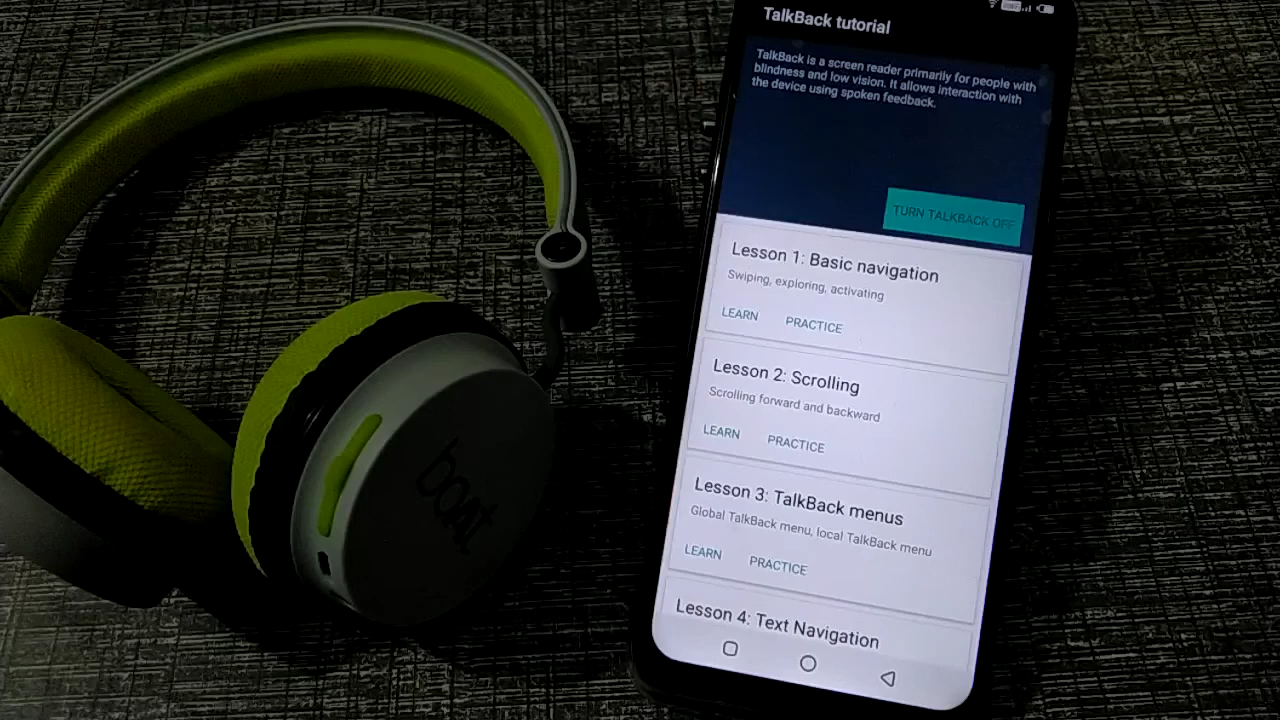 TalkBack tutorial
TalkBack is a screen reader primarily for people with
blindness and low vision. It allows interaction with
the device using spoken feedback.
TURN TALKBACK OFF
Lesson 1: Basic navigation
Swiping, exploring, activating
LEARN PRACTICE
Lesson 2: Scrolling
Scrolling forward and backward
LEARN PRACTICE
Lesson 3: TalkBack menus
Global TalkBack menu, local TalkBack menu
LEARN PRACTICE
Lesson 4: Text Navigation
boAt